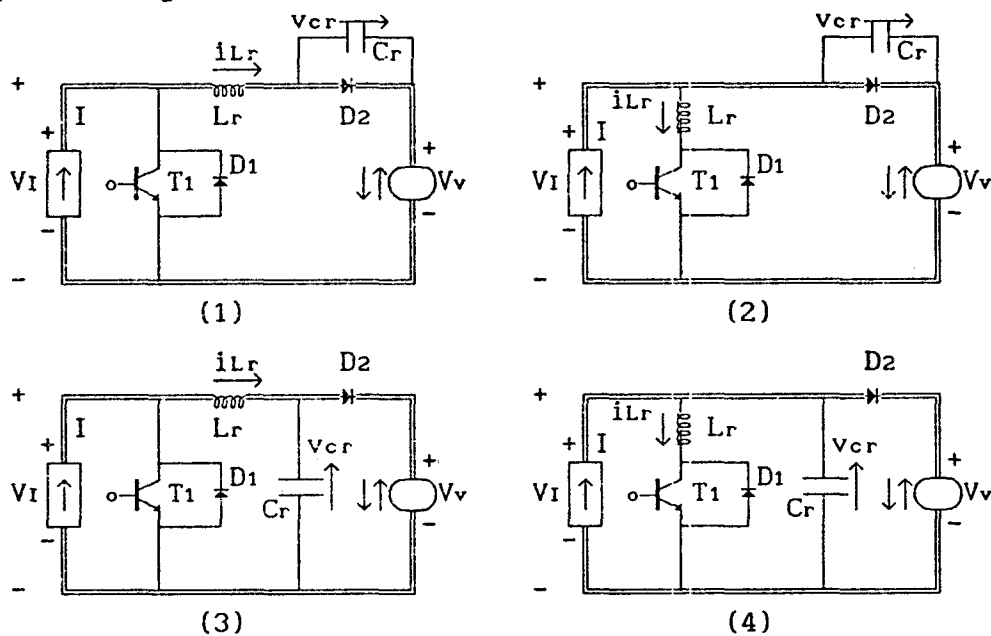 Vcr
Cr
iLr
Lr
D2
+
I
+
VI
T1
D1
+
Vv
-
-
-
(1)
Vcr
Cr
D2
+
iLr
Lr
I
+
VI
T1
D1
+
Vv
-
-
-
(2)
iLr
Lr
D2
+
I
+
VI
T1
D1
Vcr
Cr
+
Vv
-
-
-
(3)
D2
+
iLr
Lr
I
+
VI
T1
D1
Vcr
Cr
+
Vv
-
-
-
(4)